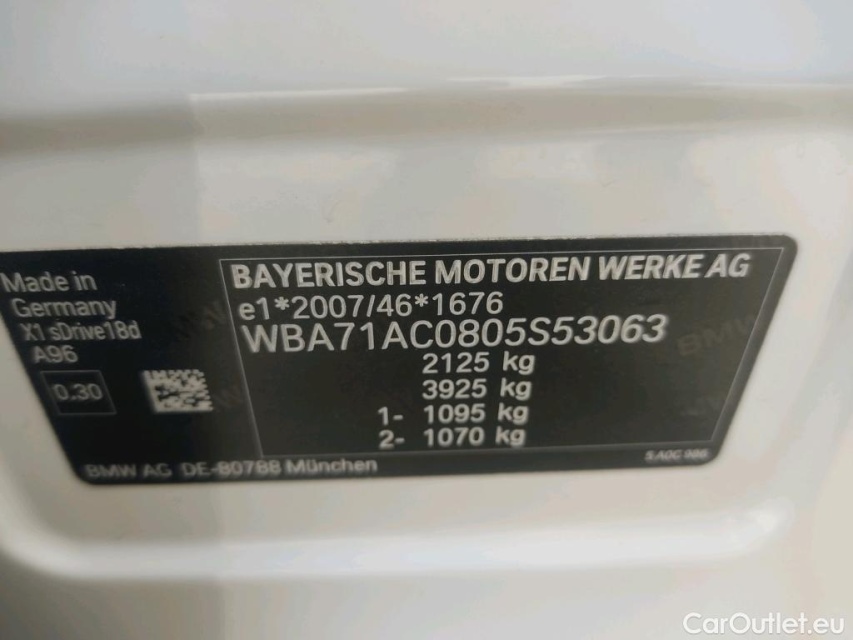 Made in
Germany
X1 sDrive18d
A96
0.30
BAYERISCHE MOTOREN WERKE AG
e1*2007/46*1676
WBA71AC0805S53063
2125 kg
3925 kg
1- 1095 kg
2- 1070 kg
BMW AG DE-80788 München
BMW
CarOutlet.eu